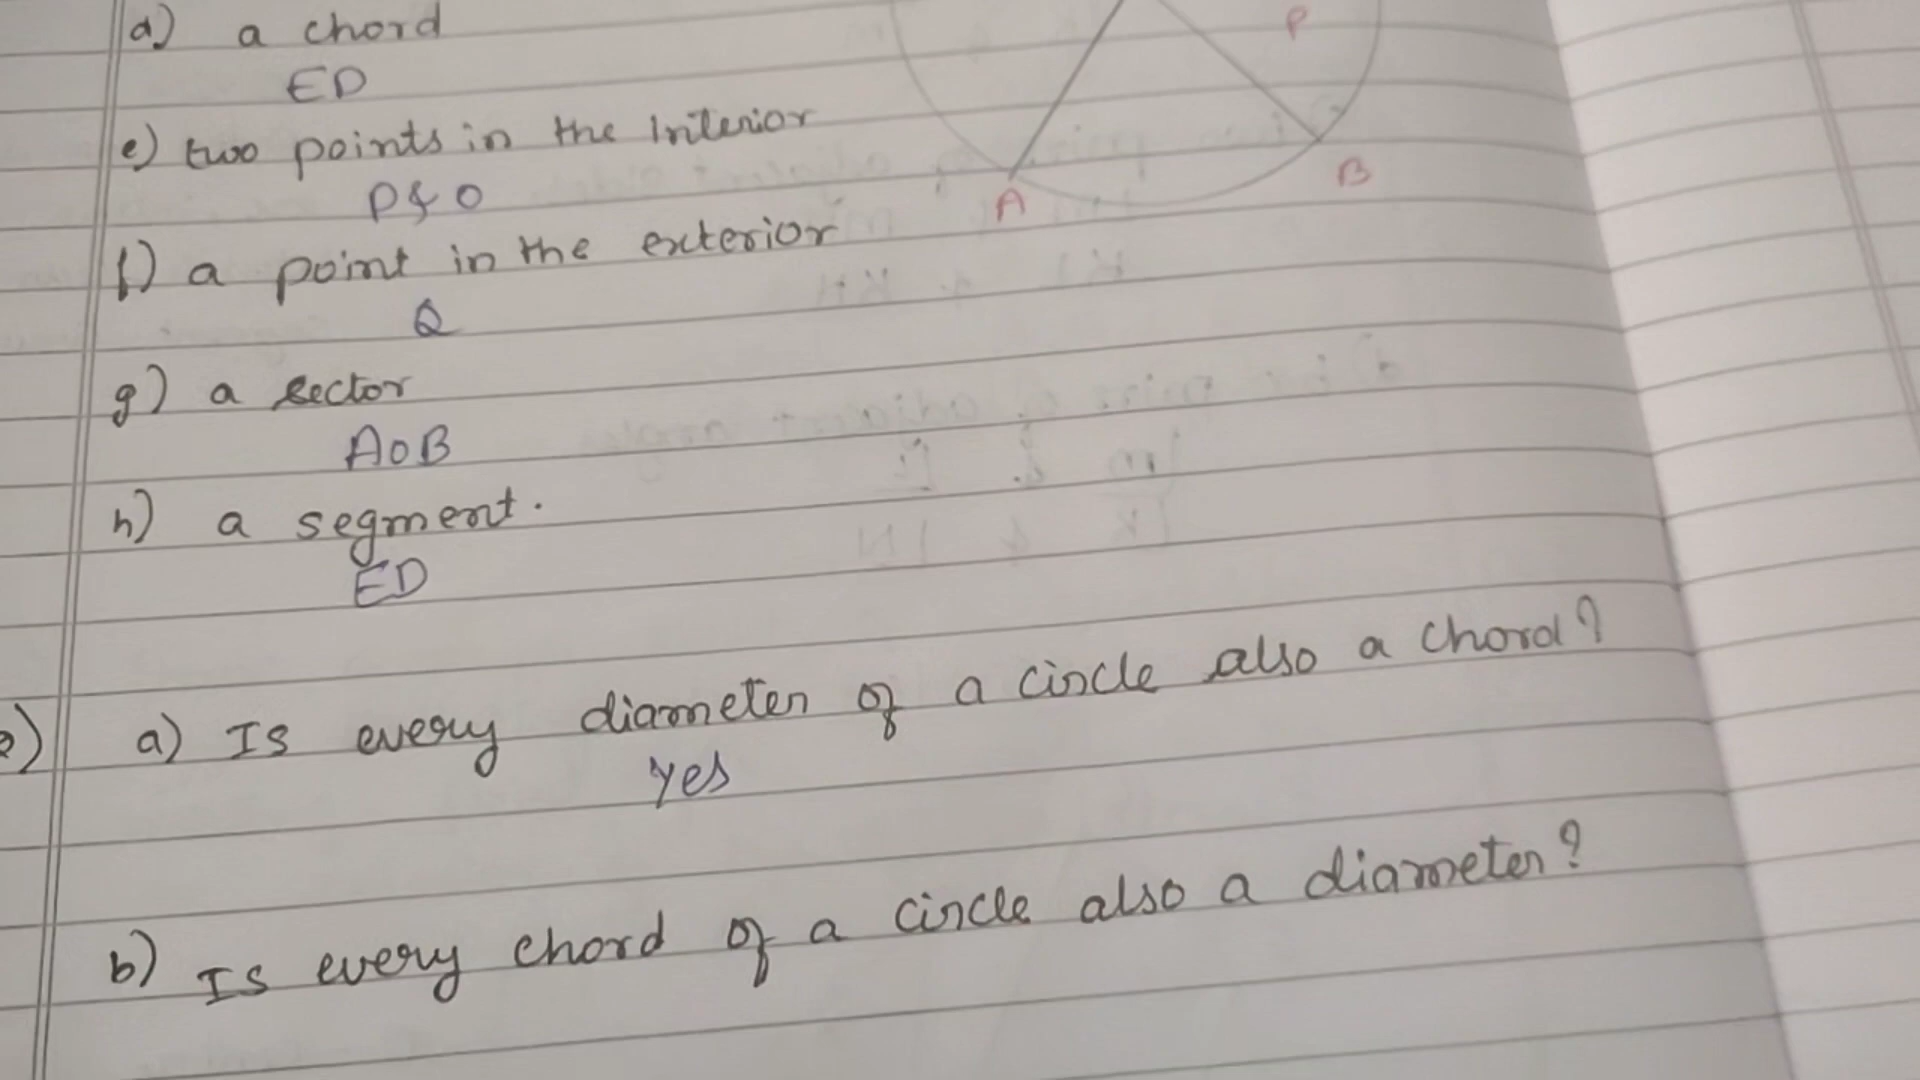 d) a chord
ED
P
e) two points in the Interior
P & O
A
B
f) a point in the exterior
Q
g) a sector
AOB
h) a segment.
ED
2) a) Is every diameter of a circle also a chord?
yes
b) Is every chord of a circle also a diameter?